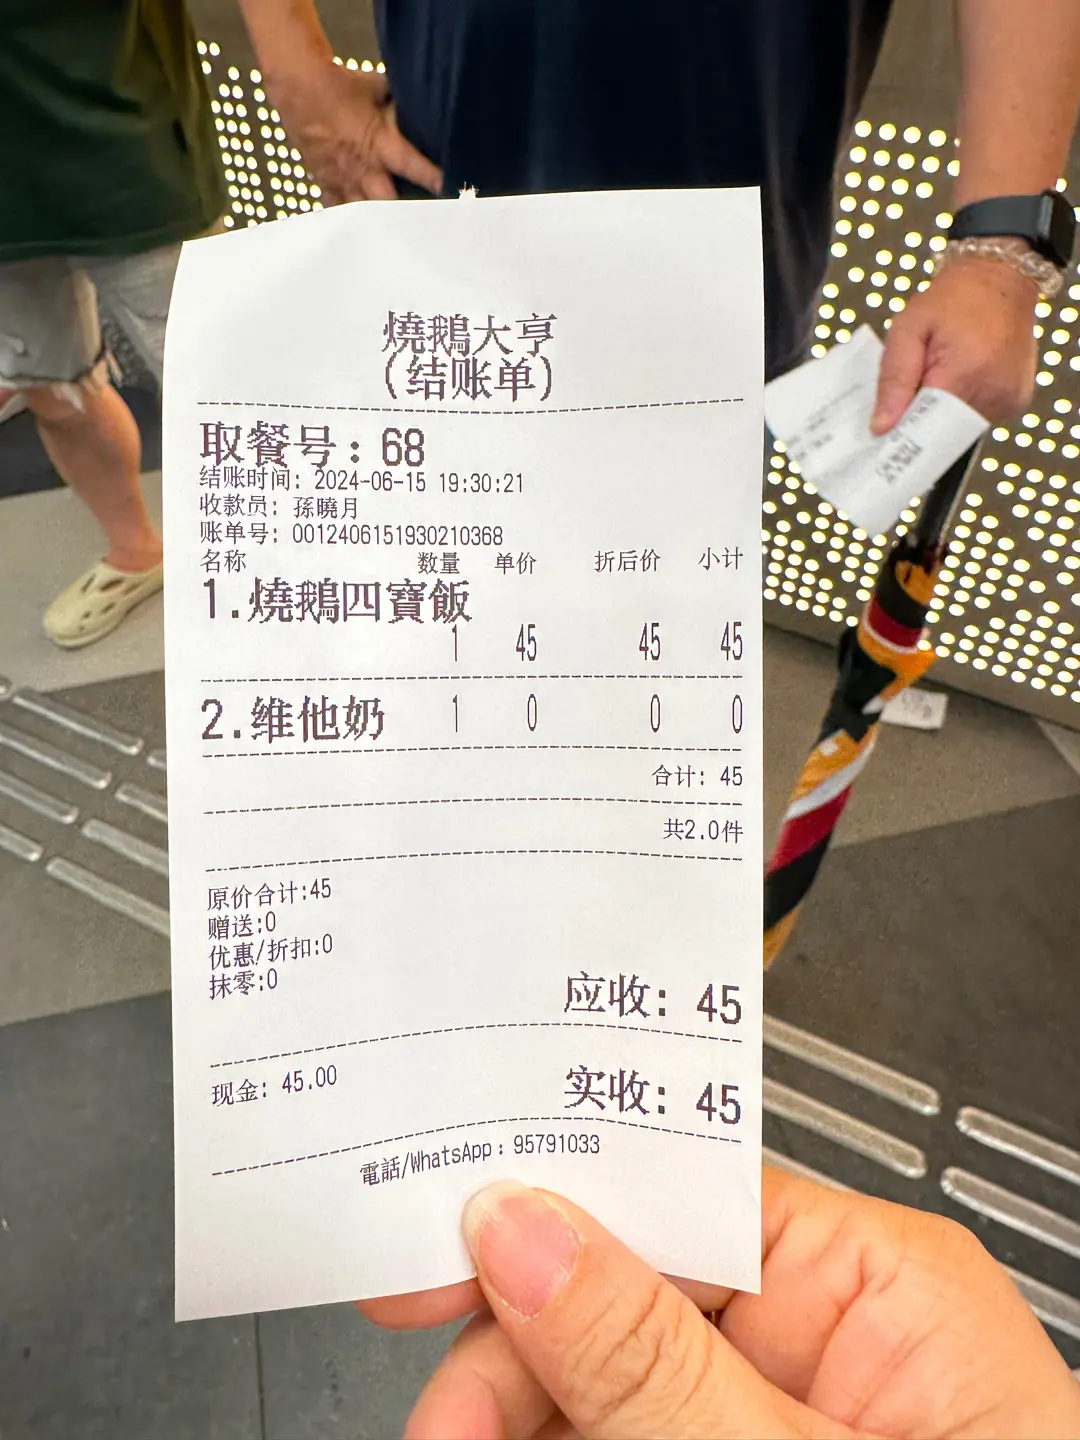 燒鵝大亨
(结账单)
取餐号: 68
结账时间: 2024-06-15 19:30:21
收款员: 孫曉月
账单号: 0012406151930210368
名称 数量 单价 折后价 小计
1.燒鵝四寶飯
1 45 45 45
2.维他奶 1 0 0 0
合计: 45
共2.0件
原价合计:45
赠送:0
优惠/折扣:0
抹零:0
应收: 45
现金: 45.00
实收: 45
電話/WhatsApp: 95791033